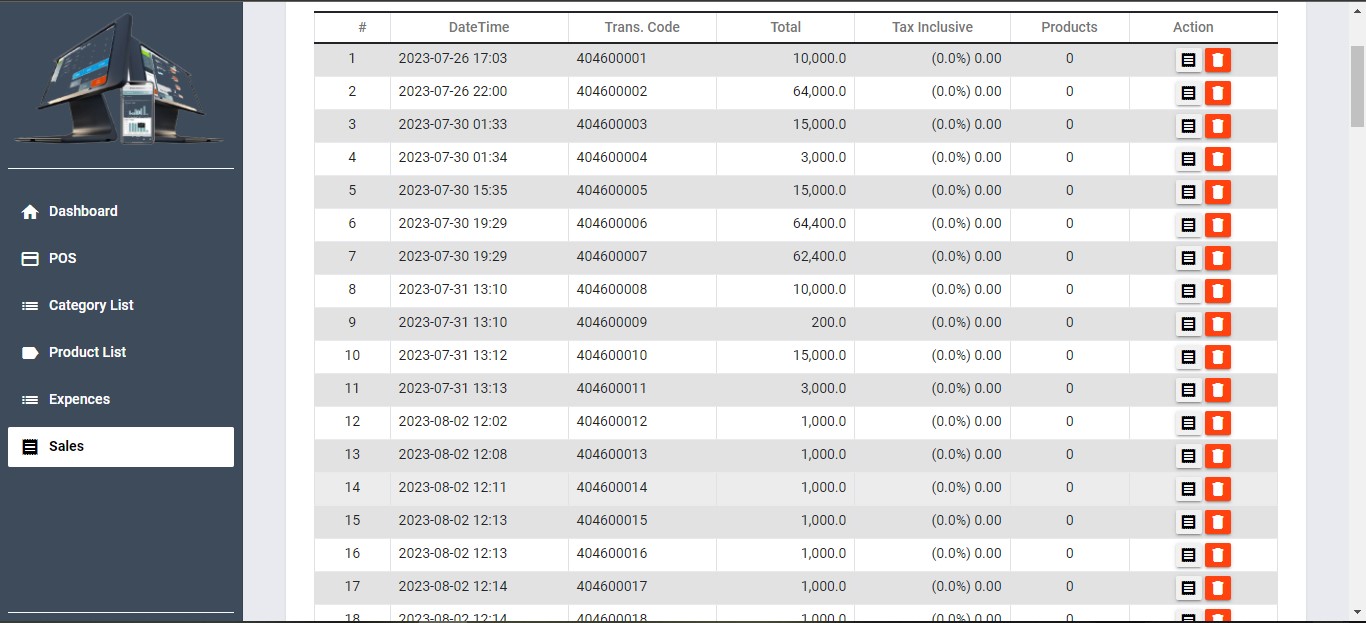 # DateTime Trans. Code Total Tax Inclusive Products Action
1 2023-07-26 17:03 404600001 10,000.0 (0.0%) 0.00 0
2 2023-07-26 22:00 404600002 64,000.0 (0.0%) 0.00 0
3 2023-07-30 01:33 404600003 15,000.0 (0.0%) 0.00 0
4 2023-07-30 01:34 404600004 3,000.0 (0.0%) 0.00 0
5 2023-07-30 15:35 404600005 15,000.0 (0.0%) 0.00 0
6 2023-07-30 19:29 404600006 64,400.0 (0.0%) 0.00 0
7 2023-07-30 19:29 404600007 62,400.0 (0.0%) 0.00 0
8 2023-07-31 13:10 404600008 10,000.0 (0.0%) 0.00 0
9 2023-07-31 13:10 404600009 200.0 (0.0%) 0.00 0
10 2023-07-31 13:12 404600010 15,000.0 (0.0%) 0.00 0
11 2023-07-31 13:13 404600011 3,000.0 (0.0%) 0.00 0
12 2023-08-02 12:02 404600012 1,000.0 (0.0%) 0.00 0
13 2023-08-02 12:08 404600013 1,000.0 (0.0%) 0.00 0
14 2023-08-02 12:11 404600014 1,000.0 (0.0%) 0.00 0
15 2023-08-02 12:13 404600015 1,000.0 (0.0%) 0.00 0
16 2023-08-02 12:13 404600016 1,000.0 (0.0%) 0.00 0
17 2023-08-02 12:14 404600017 1,000.0 (0.0%) 0.00 0
18 2023-08-02 12:14 404600018 1,000.0 (0.0%) 0.00 0
Dashboard
POS
Category List
Product List
Expences
Sales